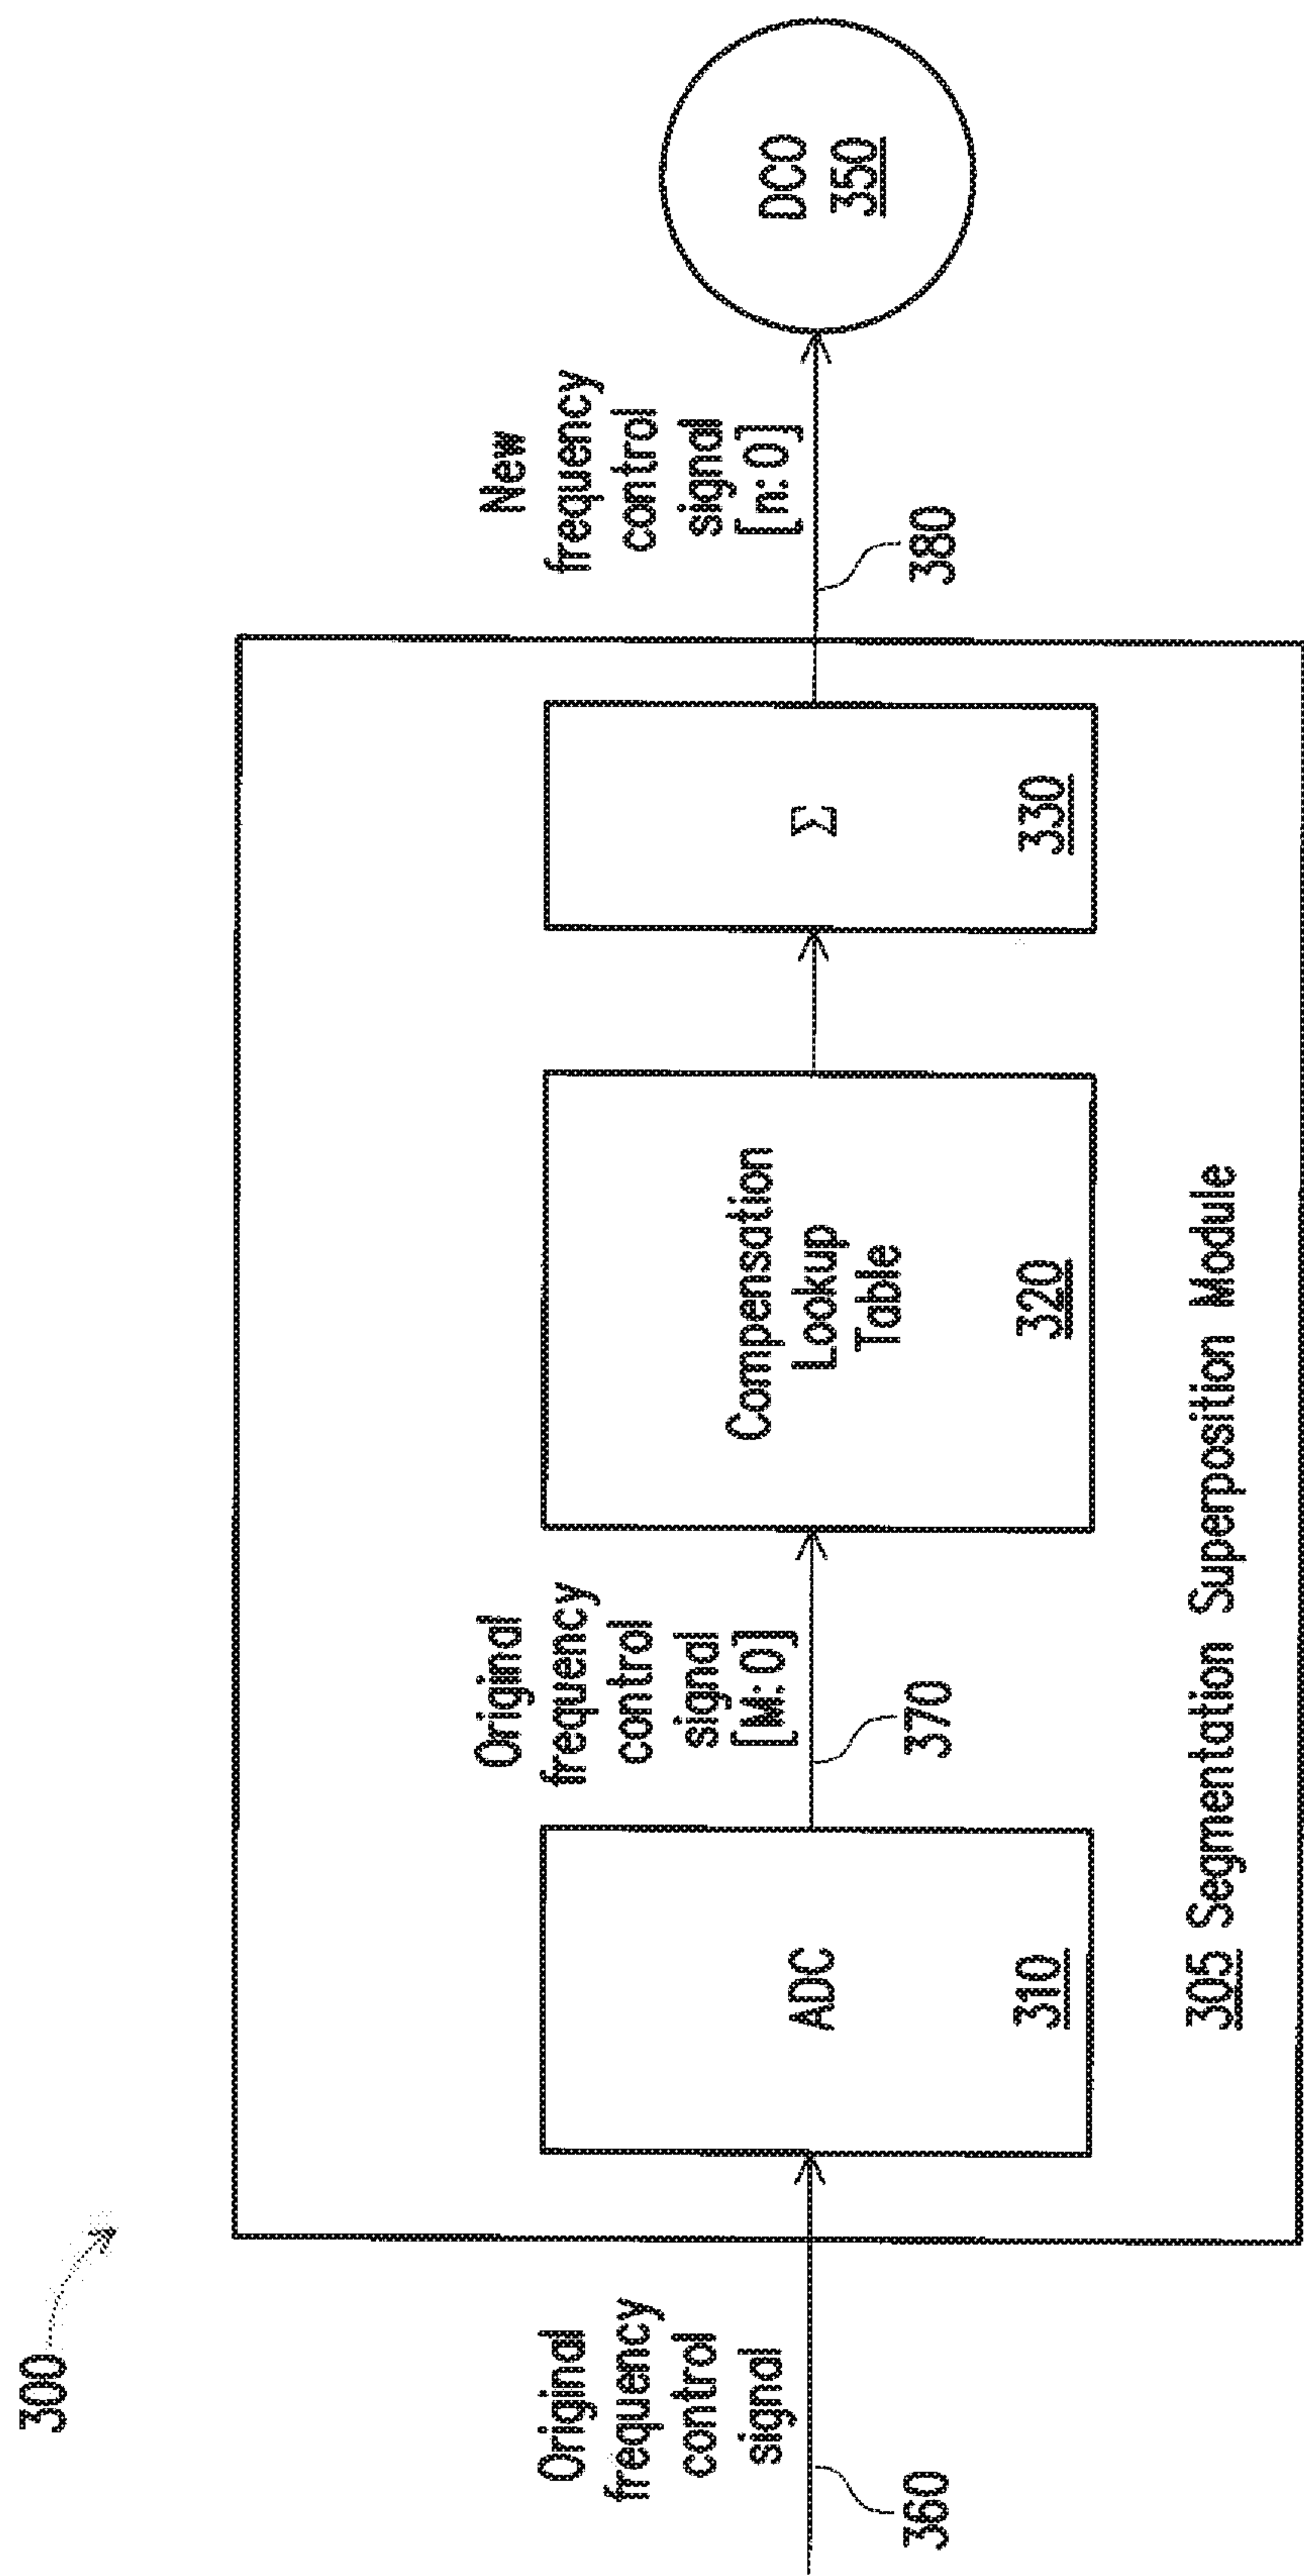 300
Original
frequency
control
signal
360
ADC
310
Original
frequency
control
signal
[M:0]
370
Compensation
Lookup
Table
320
Σ
330
305 Segmentation Superposition Module
New
frequency
control
signal
[n:0]
380
DCO
350